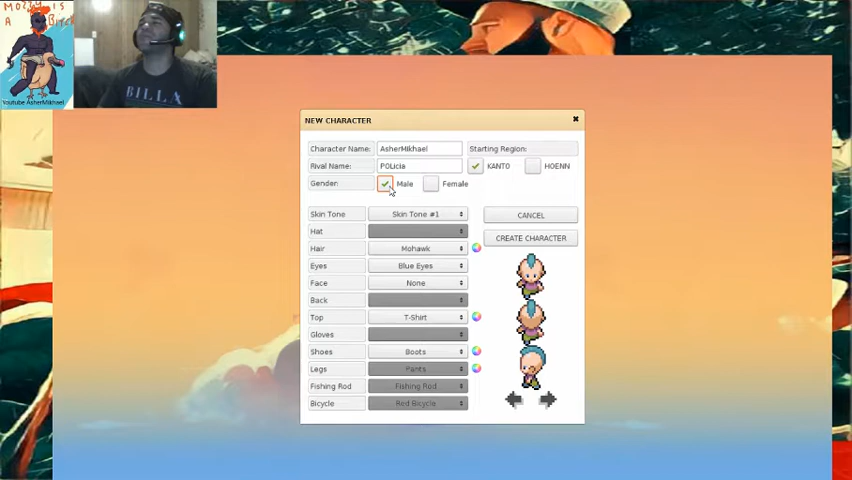 MOZZY IS
A BITCH
Youtube AsherMikhael
BILLA
NEW CHARACTER
Character Name: AsherMikhael Starting Region:
Rival Name: POLicia KANTO HOENN
Gender: Male Female
Skin Tone Skin Tone #1 CANCEL
Hat
CREATE CHARACTER
Hair Mohawk
Eyes Blue Eyes
Face None
Back
Top T-Shirt
Gloves
Shoes Boots
Legs Pants
Fishing Rod Fishing Rod
Bicycle Red Bicycle